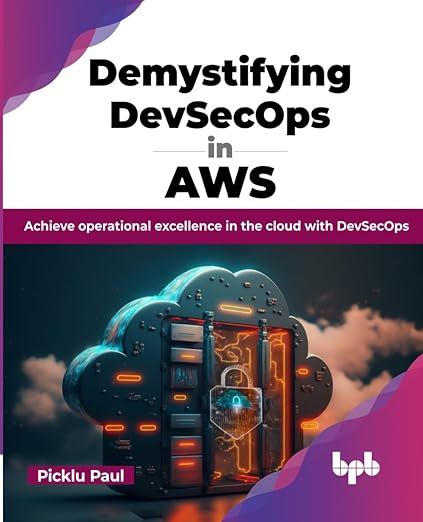 Demystifying
DevSecOps
in
AWS
Achieve operational excellence in the cloud with DevSecOps
Picklu Paul
bpb